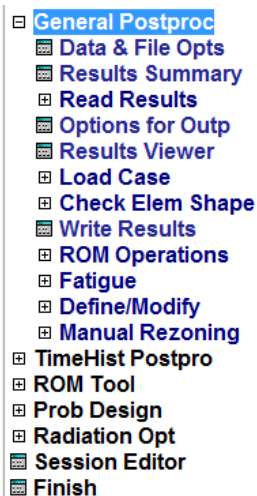 General Postproc
Data & File Opts
Results Summary
Read Results
Options for Outp
Results Viewer
Load Case
Check Elem Shape
Write Results
ROM Operations
Fatigue
Define/Modify
Manual Rezoning
TimeHist Postpro
ROM Tool
Prob Design
Radiation Opt
Session Editor
Finish